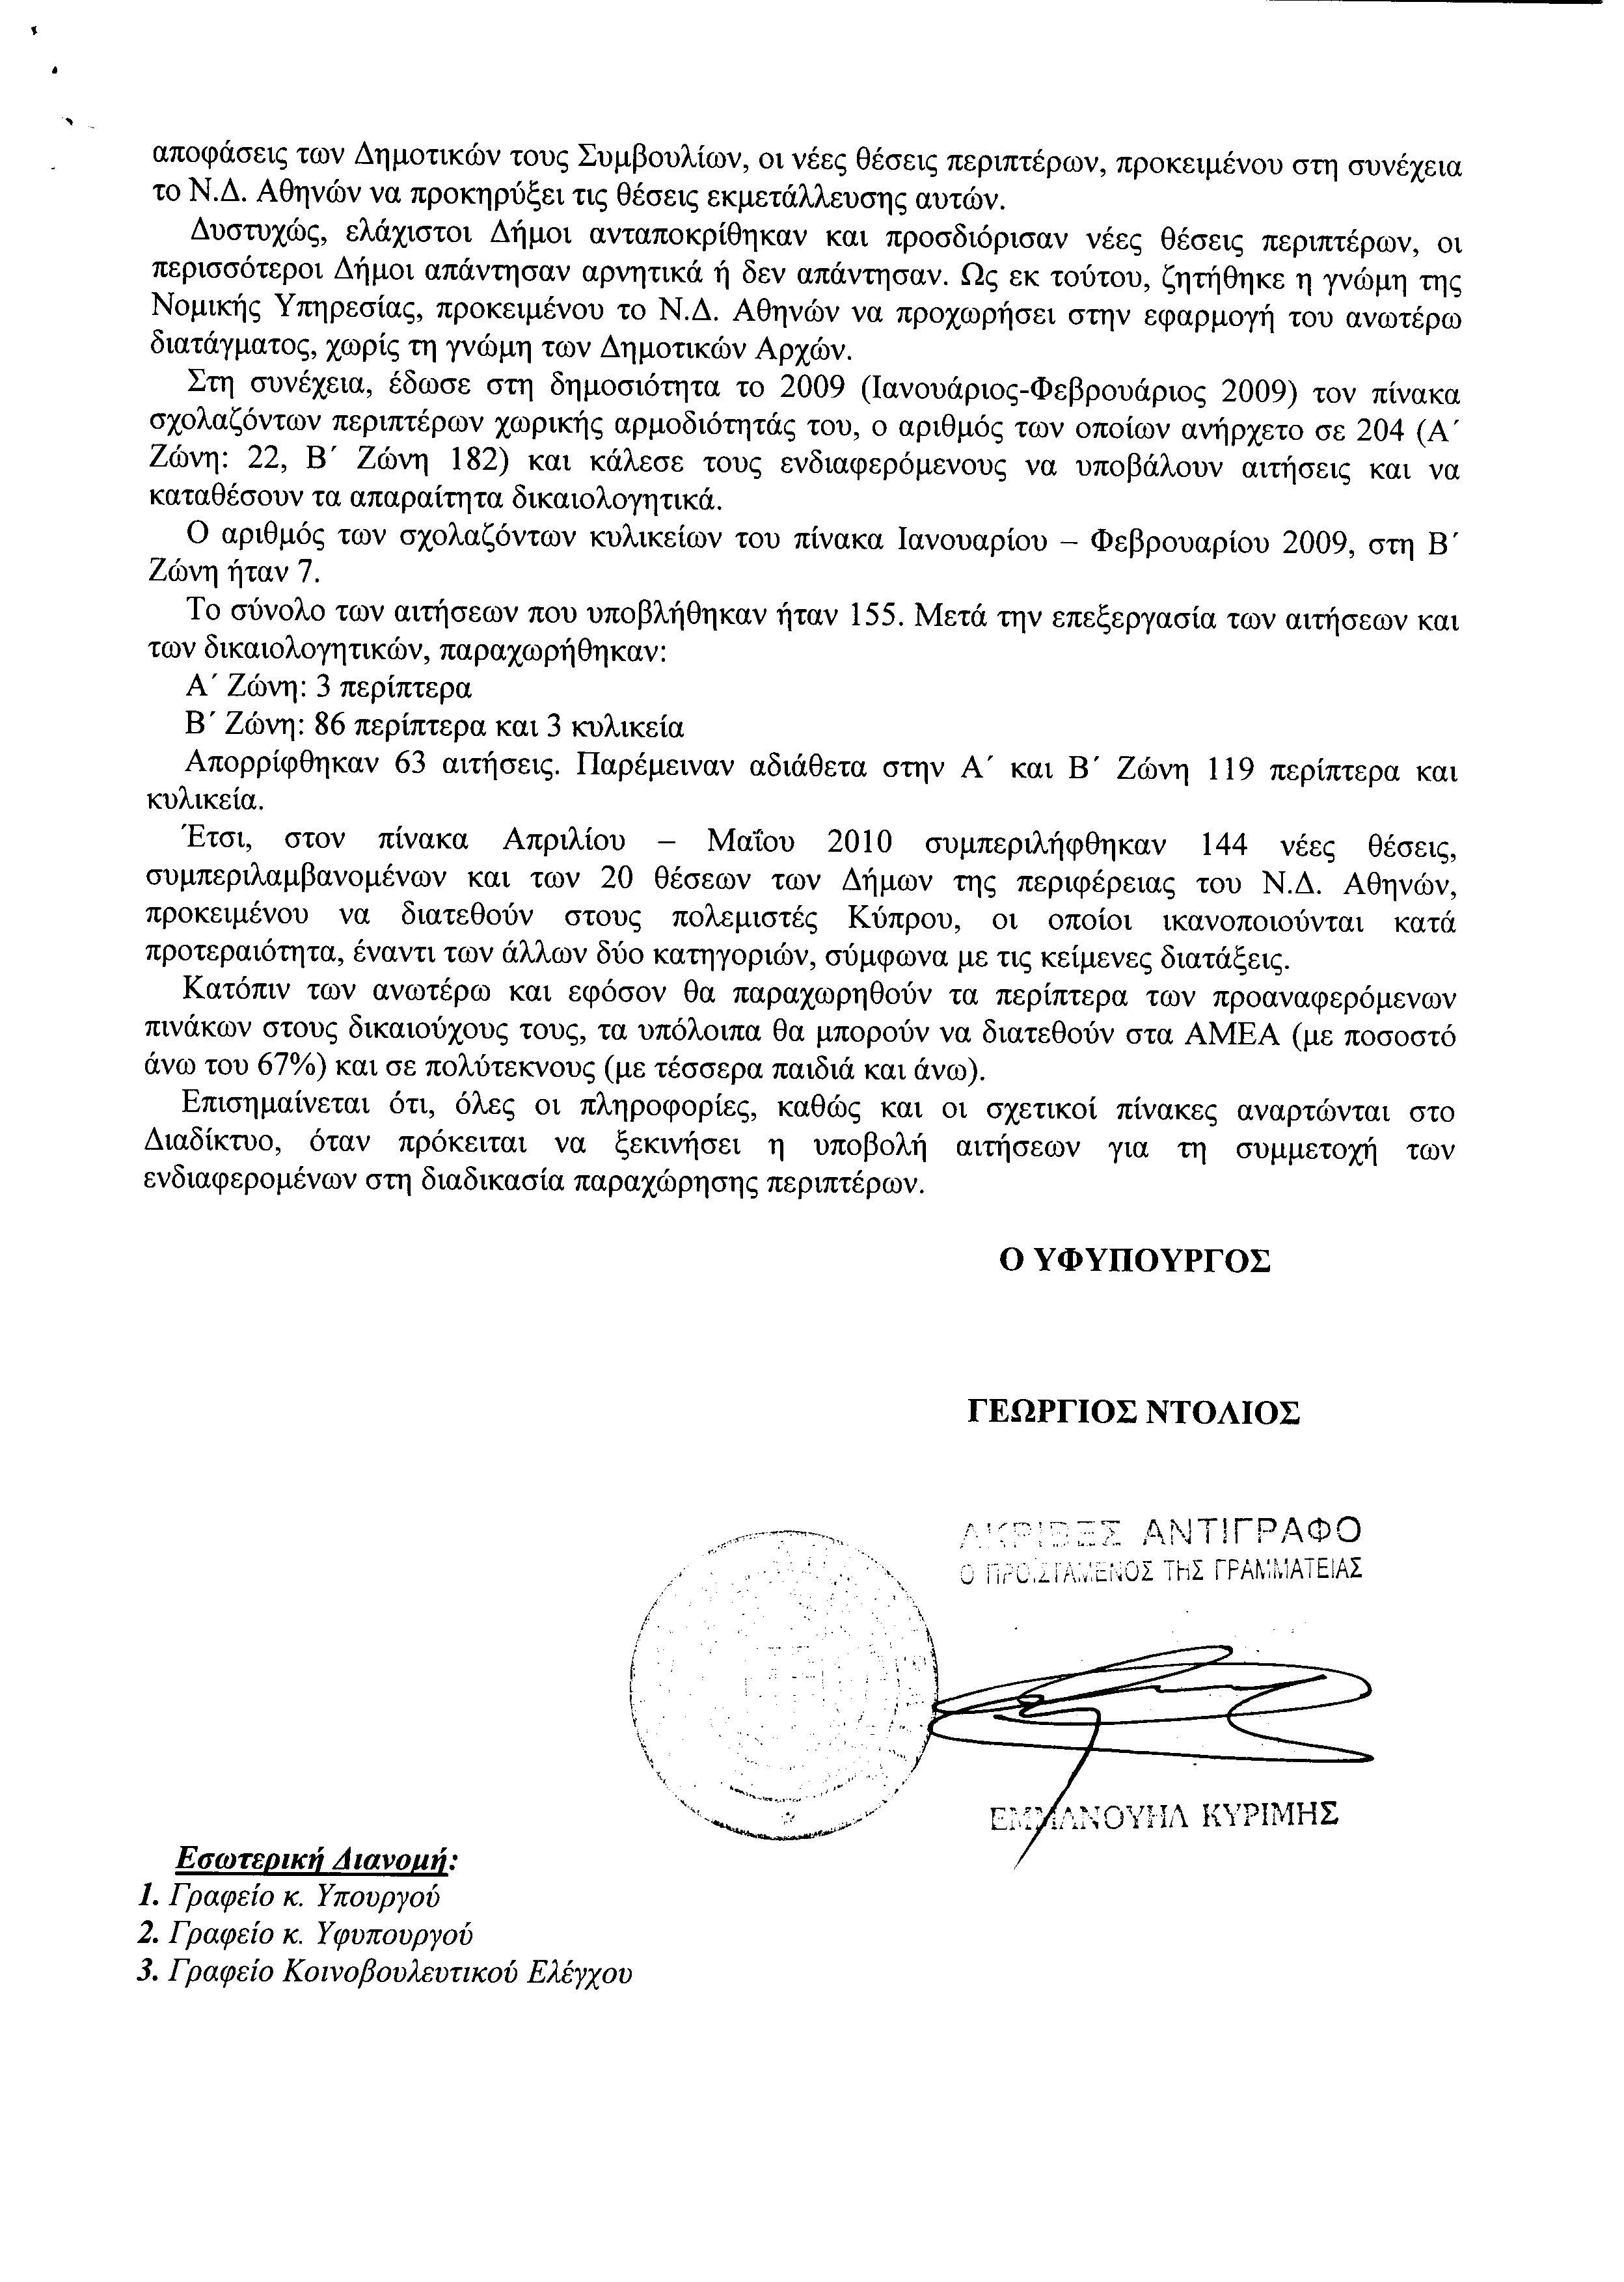 αποφάσεις των Δημοτικών τους Συμβουλίων, οι νέες θέσεις περιπτέρων, προκειμένου στη συνέχεια
το Ν.Δ. Αθηνών να προκηρύξει τις θέσεις εκμετάλλευσης αυτών.
Δυστυχώς, ελάχιστοι Δήμοι ανταποκρίθηκαν και προσδιόρισαν νέες θέσεις περιπτέρων, οι
περισσότεροι Δήμοι απάντησαν αρνητικά ή δεν απάντησαν. Ως εκ τούτου, ζητήθηκε η γνώμη της
Νομικής Υπηρεσίας, προκειμένου το Ν.Δ. Αθηνών να προχωρήσει στην εφαρμογή του ανωτέρω
διατάγματος, χωρίς τη γνώμη των Δημοτικών Αρχών.
Στη συνέχεια, έδωσε στη δημοσιότητα το 2009 (Ιανουάριος-Φεβρουάριος 2009) τον πίνακα
σχολαζόντων περιπτέρων χωρικής αρμοδιότητάς του, ο αριθμός των οποίων ανήρχετο σε 204 (Α΄
Ζώνη: 22, Β΄ Ζώνη 182) και κάλεσε τους ενδιαφερόμενους να υποβάλουν αιτήσεις και να
καταθέσουν τα απαραίτητα δικαιολογητικά.
Ο αριθμός των σχολαζόντων κυλικείων του πίνακα Ιανουαρίου – Φεβρουαρίου 2009, στη Β΄
Ζώνη ήταν 7.
Το σύνολο των αιτήσεων που υποβλήθηκαν ήταν 155. Μετά την επεξεργασία των αιτήσεων και
των δικαιολογητικών, παραχωρήθηκαν:
Α΄ Ζώνη: 3 περίπτερα
Β΄ Ζώνη: 86 περίπτερα και 3 κυλικεία
Απορρίφθηκαν 63 αιτήσεις. Παρέμειναν αδιάθετα στην Α΄ και Β΄ Ζώνη 119 περίπτερα και
κυλικεία.
Έτσι, στον πίνακα Απριλίου – Μαΐου 2010 συμπεριλήφθηκαν 144 νέες θέσεις,
συμπεριλαμβανομένων και των 20 θέσεων των Δήμων της περιφέρειας του Ν.Δ. Αθηνών,
προκειμένου να διατεθούν στους πολεμιστές Κύπρου, οι οποίοι ικανοποιούνται κατά
προτεραιότητα, έναντι των άλλων δύο κατηγοριών, σύμφωνα με τις κείμενες διατάξεις.
Κατόπιν των ανωτέρω και εφόσον θα παραχωρηθούν τα περίπτερα των προαναφερόμενων
πινάκων στους δικαιούχους τους, τα υπόλοιπα θα μπορούν να διατεθούν στα ΑΜΕΑ (με ποσοστό
άνω του 67%) και σε πολύτεκνους (με τέσσερα παιδιά και άνω).
Επισημαίνεται ότι, όλες οι πληροφορίες, καθώς και οι σχετικοί πίνακες αναρτώνται στο
Διαδίκτυο, όταν πρόκειται να ξεκινήσει η υποβολή αιτήσεων για τη συμμετοχή των
ενδιαφερομένων στη διαδικασία παραχώρησης περιπτέρων.
Ο ΥΦΥΠΟΥΡΓΟΣ
ΓΕΩΡΓΙΟΣ ΝΤΟΛΙΟΣ
ΑΚΡΙΒΕΣ ΑΝΤΙΓΡΑΦΟ
Ο ΠΡΟΪΣΤΑΜΕΝΟΣ ΤΗΣ ΓΡΑΜΜΑΤΕΙΑΣ
ΕΜΜΑΝΟΥΗΛ ΚΥΡΙΜΗΣ
Εσωτερική Διανομή:
1. Γραφείο κ. Υπουργού
2. Γραφείο κ. Υφυπουργού
3. Γραφείο Κοινοβουλευτικού Ελέγχου